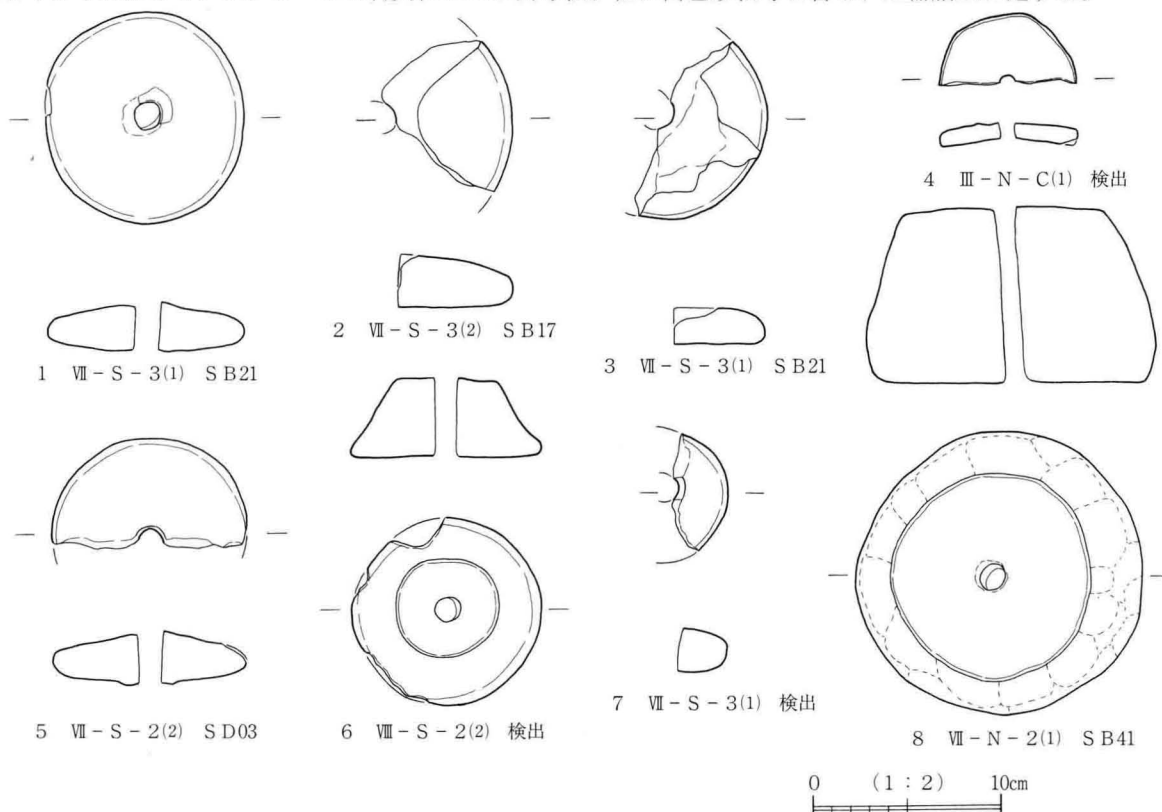 4 Ⅲ－N－C(1) 検出
1 Ⅶ－S－3(1) SB21
2 Ⅶ－S－3(2) SB17
3 Ⅶ－S－3(1) SB21
5 Ⅶ－S－2(2) SD03
6 Ⅷ－S－2(2) 検出
7 Ⅶ－S－3(1) 検出
8 Ⅶ－N－2(1) SB41
0 (1：2) 10cm